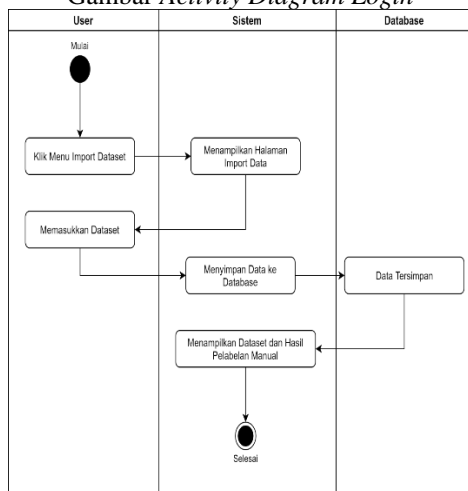 Gambar Activity Diagram Login
User Sistem Database
Mulai
Klik Menu Import Dataset
Menampilkan Halaman
Import Data
Memasukkan Dataset
Menyimpan Data ke
Database
Data Tersimpan
Menampilkan Dataset dan Hasil
Pelabelan Manual
Selesai